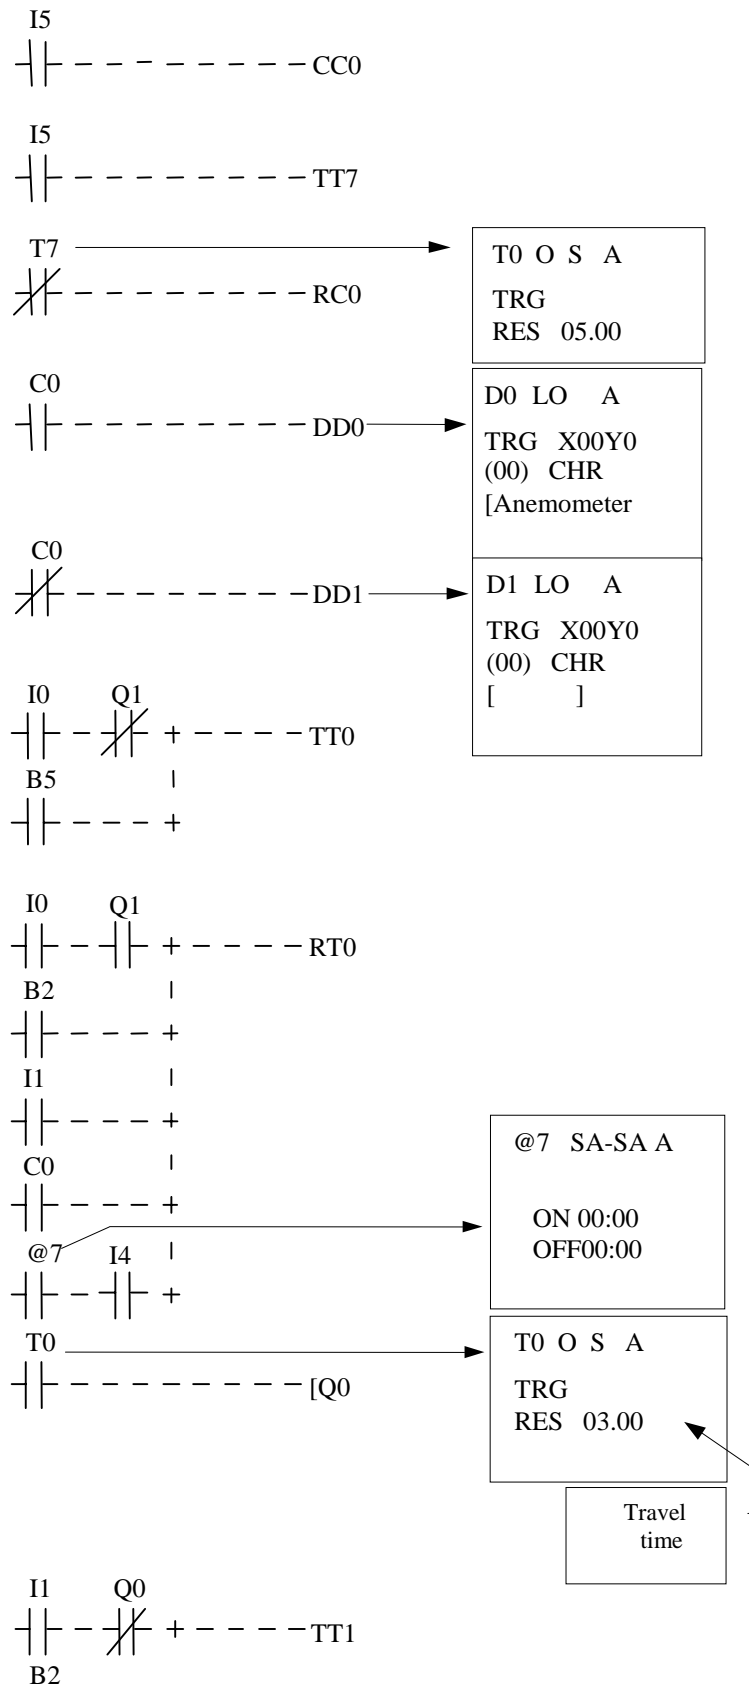 I5
CC0
I5
TT7
T7
RC0
T0 O S A
TRG
RES 05.00
C0
DD0
D0 LO A
TRG X00Y0
(00) CHR
[Anemometer
C0
DD1
D1 LO A
TRG X00Y0
(00) CHR
[ ]
I0 Q1
TT0
B5
I0 Q1
RT0
B2
I1
C0
@7 I4
@7 SA-SA A
ON 00:00
OFF00:00
T0
[Q0
T0 O S A
TRG
RES 03.00
Travel
time
I1 Q0
TT1
B2